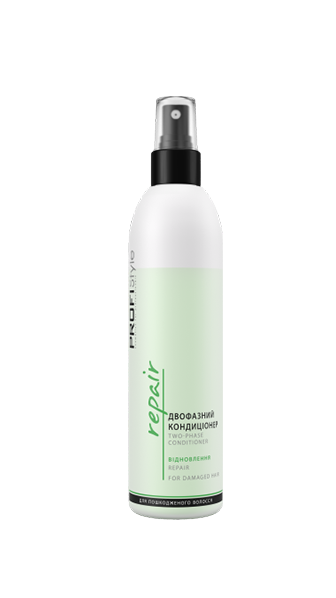 PROFIStyle
repair
ДВОФАЗНИЙ
КОНДИЦІОНЕР
TWO-PHASE
CONDITIONER
ВІДНОВЛЕННЯ
REPAIR
FOR DAMAGED HAIR
ДЛЯ ПОШКОДЖЕНОГО ВОЛОССЯ